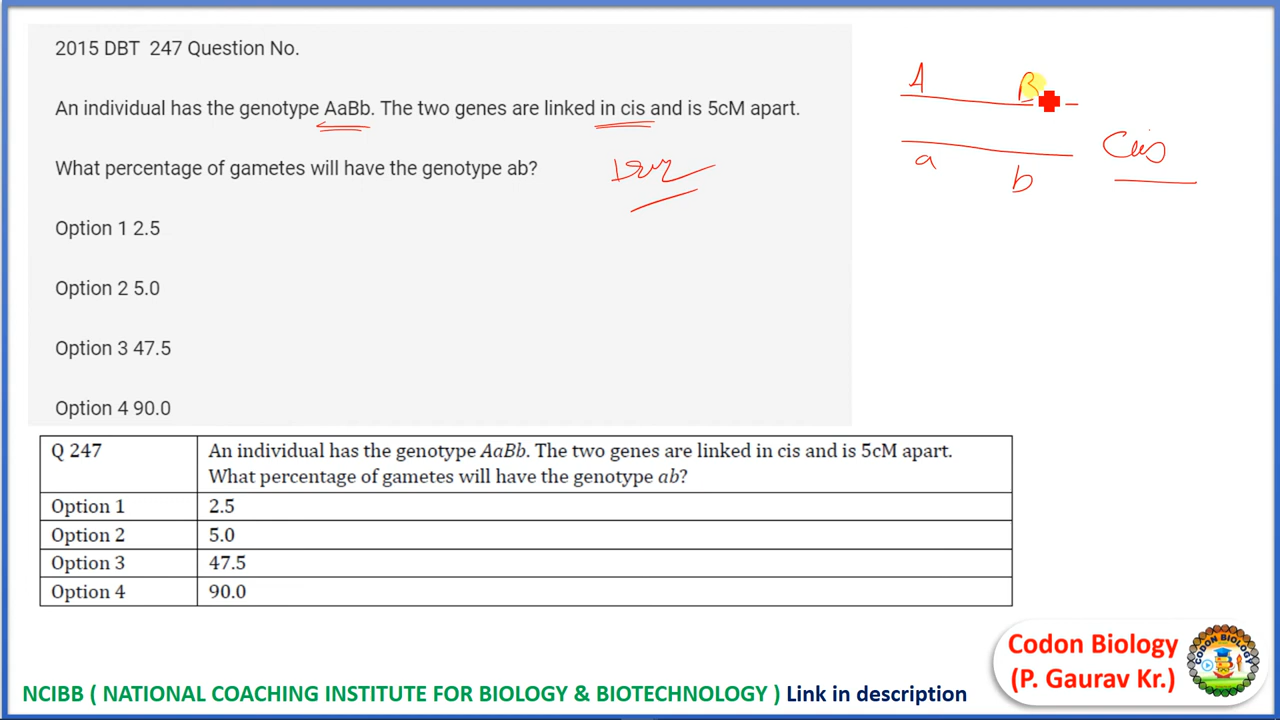 2015 DBT 247 Question No.
An individual has the genotype AaBb. The two genes are linked in cis and is 5cM apart.
What percentage of gametes will have the genotype ab?
Option 1 2.5
Option 2 5.0
Option 3 47.5
Option 4 90.0
A B
a b
Cis
Q 247 An individual has the genotype AaBb. The two genes are linked in cis and is 5cM apart.
What percentage of gametes will have the genotype ab?
Option 1 2.5
Option 2 5.0
Option 3 47.5
Option 4 90.0
Codon Biology
(P. Gaurav Kr.)
CODON BIOLOGY
NCIBB ( NATIONAL COACHING INSTITUTE FOR BIOLOGY & BIOTECHNOLOGY ) Link in description